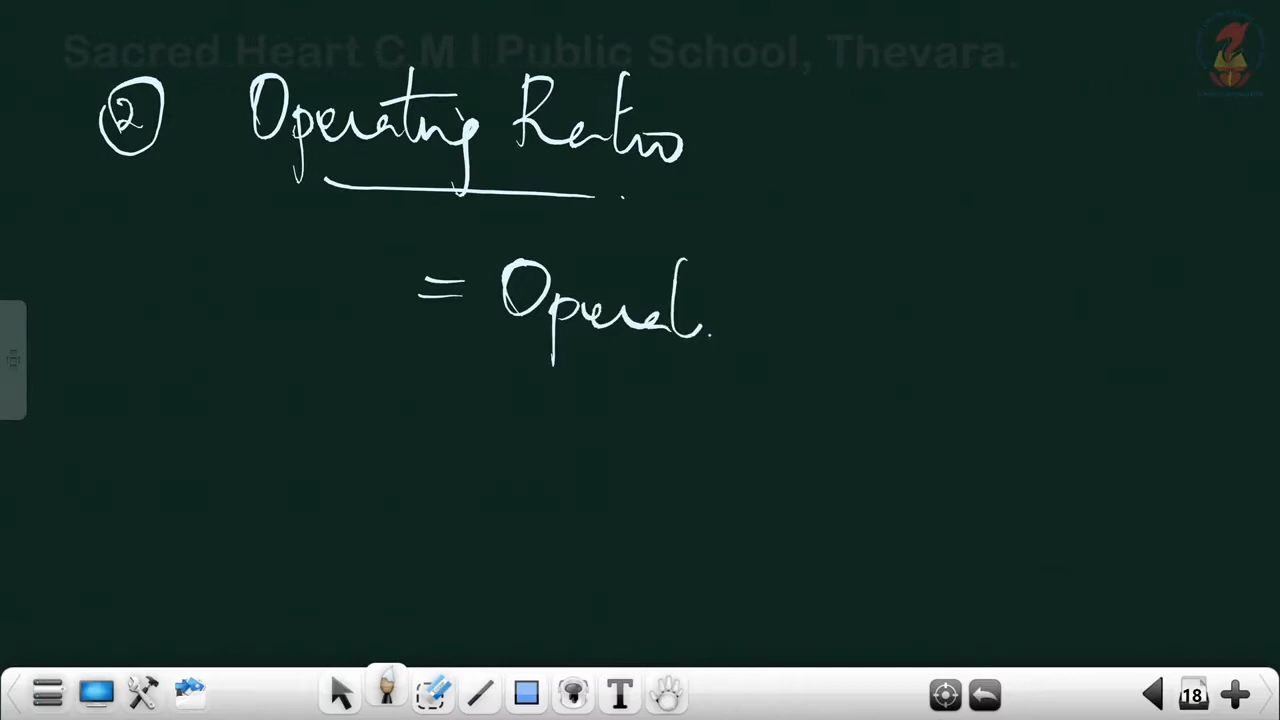 Sacred Heart C M I Public School, Thevara.
② Operating Ratio
= Operat
T 18